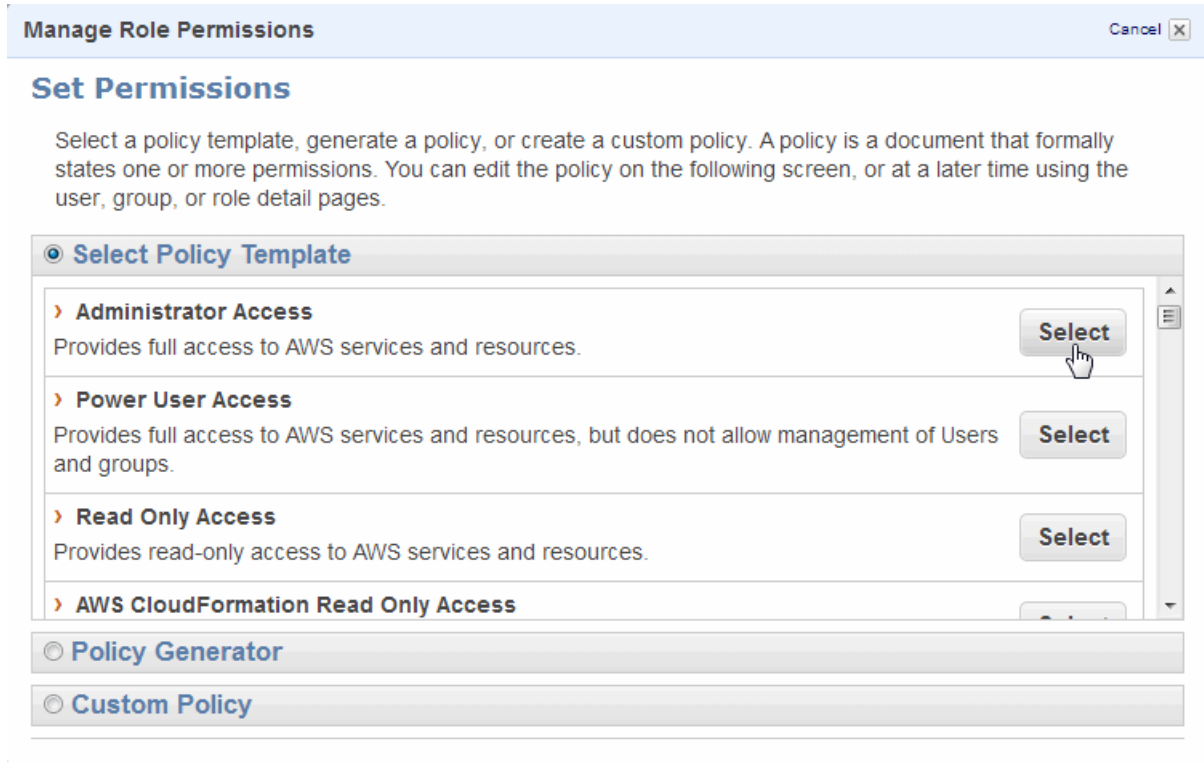 Manage Role Permissions
Cancel
Set Permissions
Select a policy template, generate a policy, or create a custom policy. A policy is a document that formally
states one or more permissions. You can edit the policy on the following screen, or at a later time using the
user, group, or role detail pages.
Select Policy Template
Administrator Access
Provides full access to AWS services and resources.
Select
Power User Access
Provides full access to AWS services and resources, but does not allow management of Users
and groups.
Select
Read Only Access
Provides read-only access to AWS services and resources.
Select
AWS CloudFormation Read Only Access
Policy Generator
Custom Policy